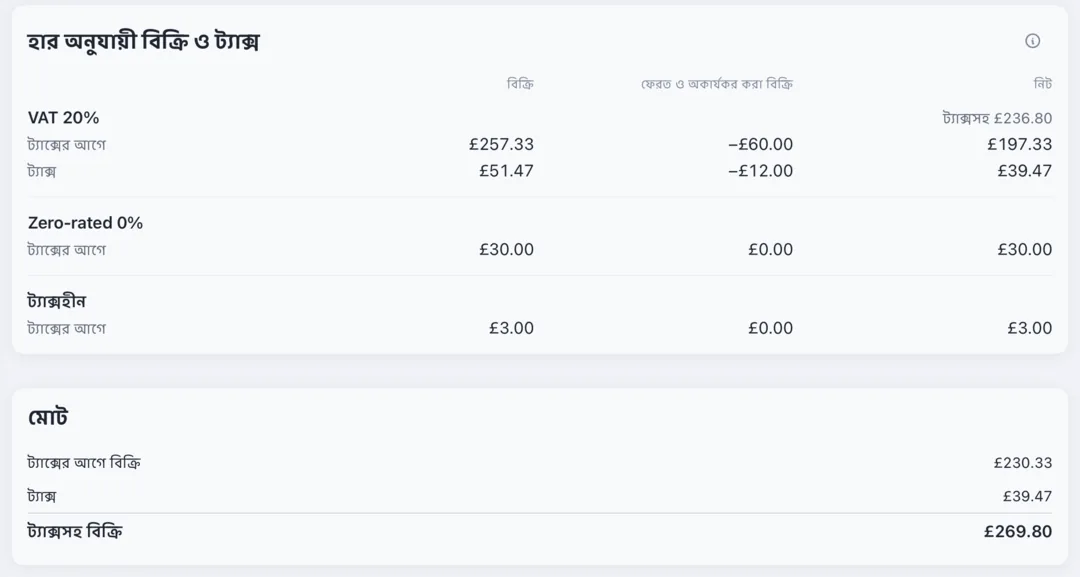 হার অনুযায়ী বিক্রি ও ট্যাক্স
বিক্রি ফেরত ও অকার্যকর করা বিক্রি নিট
VAT 20% ট্যাক্সসহ £236.80
ট্যাক্সের আগে £257.33 −£60.00 £197.33
ট্যাক্স £51.47 −£12.00 £39.47
Zero-rated 0%
ট্যাক্সের আগে £30.00 £0.00 £30.00
ট্যাক্সহীন
ট্যাক্সের আগে £3.00 £0.00 £3.00
মোট
ট্যাক্সের আগে বিক্রি £230.33
ট্যাক্স £39.47
ট্যাক্সসহ বিক্রি £269.80